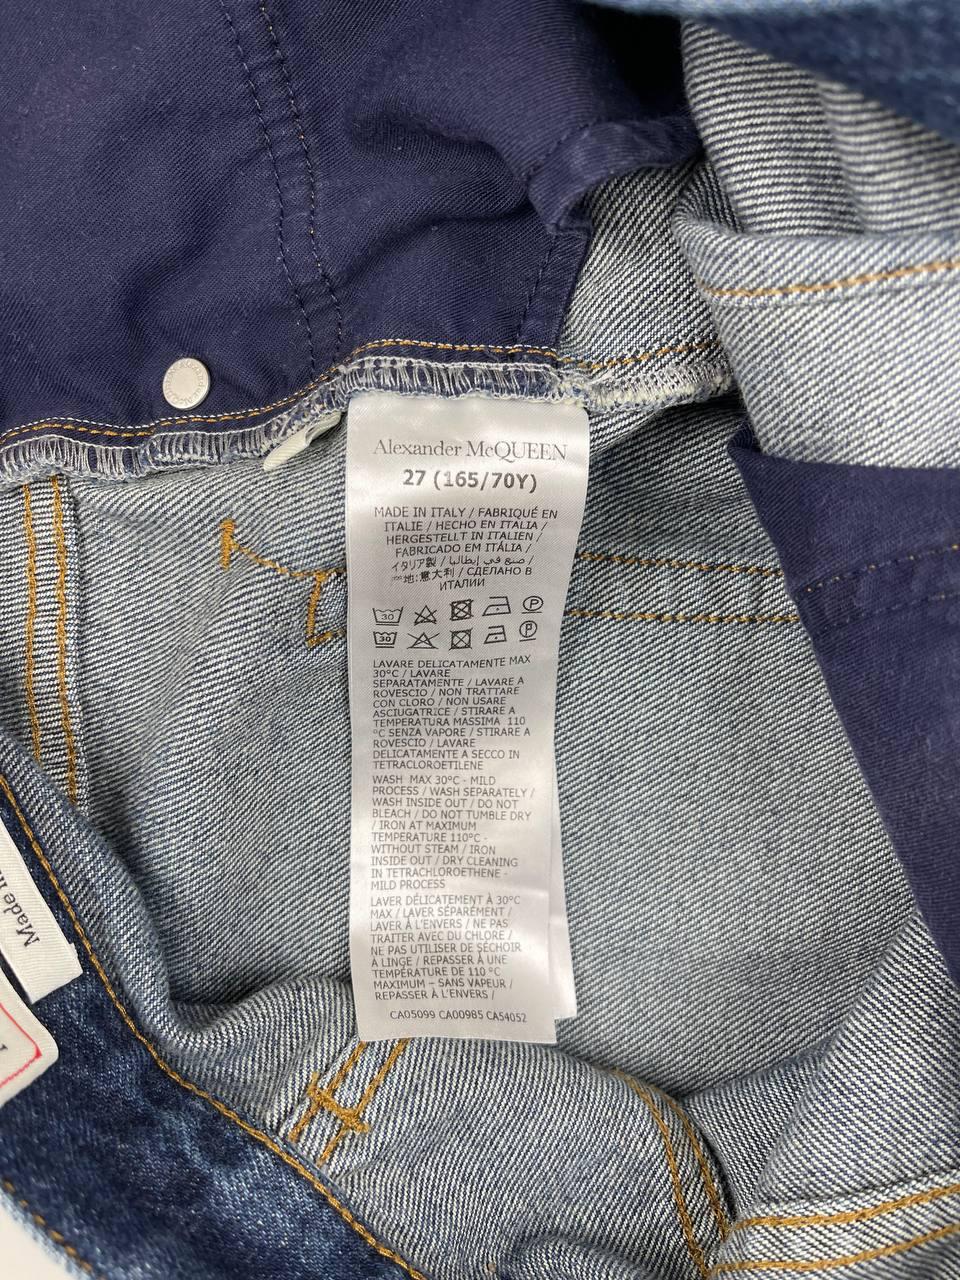 Alexander McQUEEN
27 (165/70Y)
MADE IN ITALY / FABRIQUÉ EN
ITALIE / HECHO EN ITALIA /
HERGESTELLT IN ITALIEN /
FABRICADO EM ITÁLIA /
イタリア製 / صنع في إيطاليا /
地:意大利 / СДЕЛАНО В
ИТАЛИИ
30 P
30 P
LAVARE DELICATAMENTE MAX
30°C / LAVARE
SEPARATAMENTE / LAVARE A
ROVESCIO / NON TRATTARE
CON CLORO / NON USARE
ASCIUGATRICE / STIRARE A
TEMPERATURA MASSIMA 110
°C SENZA VAPORE / STIRARE A
ROVESCIO / LAVARE
DELICATAMENTE A SECCO IN
TETRACLOROETILENE
WASH MAX 30°C - MILD
PROCESS / WASH SEPARATELY /
WASH INSIDE OUT / DO NOT
BLEACH / DO NOT TUMBLE DRY
/ IRON AT MAXIMUM
TEMPERATURE 110°C -
WITHOUT STEAM / IRON
INSIDE OUT / DRY CLEANING
IN TETRACHLOROETHENE -
MILD PROCESS
LAVER DÉLICATEMENT À 30°C
MAX / LAVER SÉPARÉMENT /
LAVER À L'ENVERS / NE PAS
TRAITER AVEC DU CHLORE /
NE PAS UTILISER DE SÉCHOIR
À LINGE / REPASSER À UNE
TEMPÉRATURE DE 110 °C
MAXIMUM – SANS VAPEUR /
REPASSER À L'ENVERS /
CA05099 CA00985 CA54052
Made in